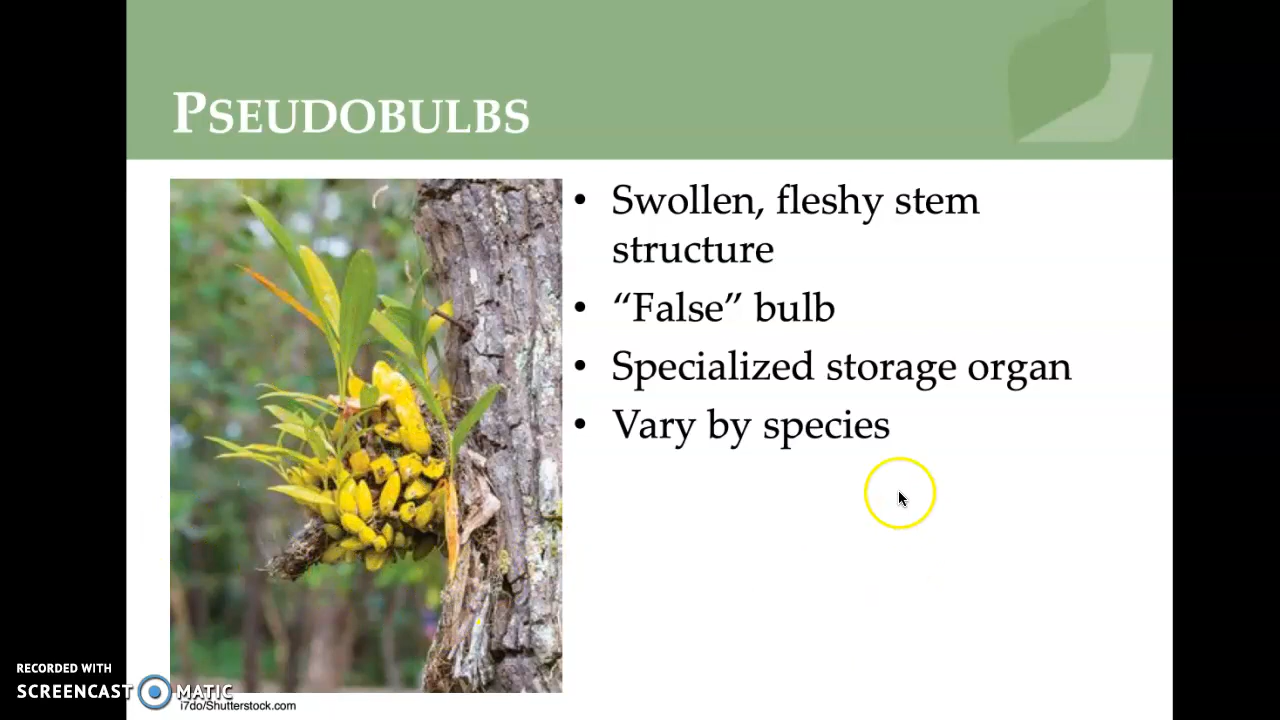 PSEUDOBULBS
• Swollen, fleshy stem
structure
• “False” bulb
• Specialized storage organ
• Vary by species
RECORDED WITH
SCREENCAST MATIC
i7do/Shutterstock.com